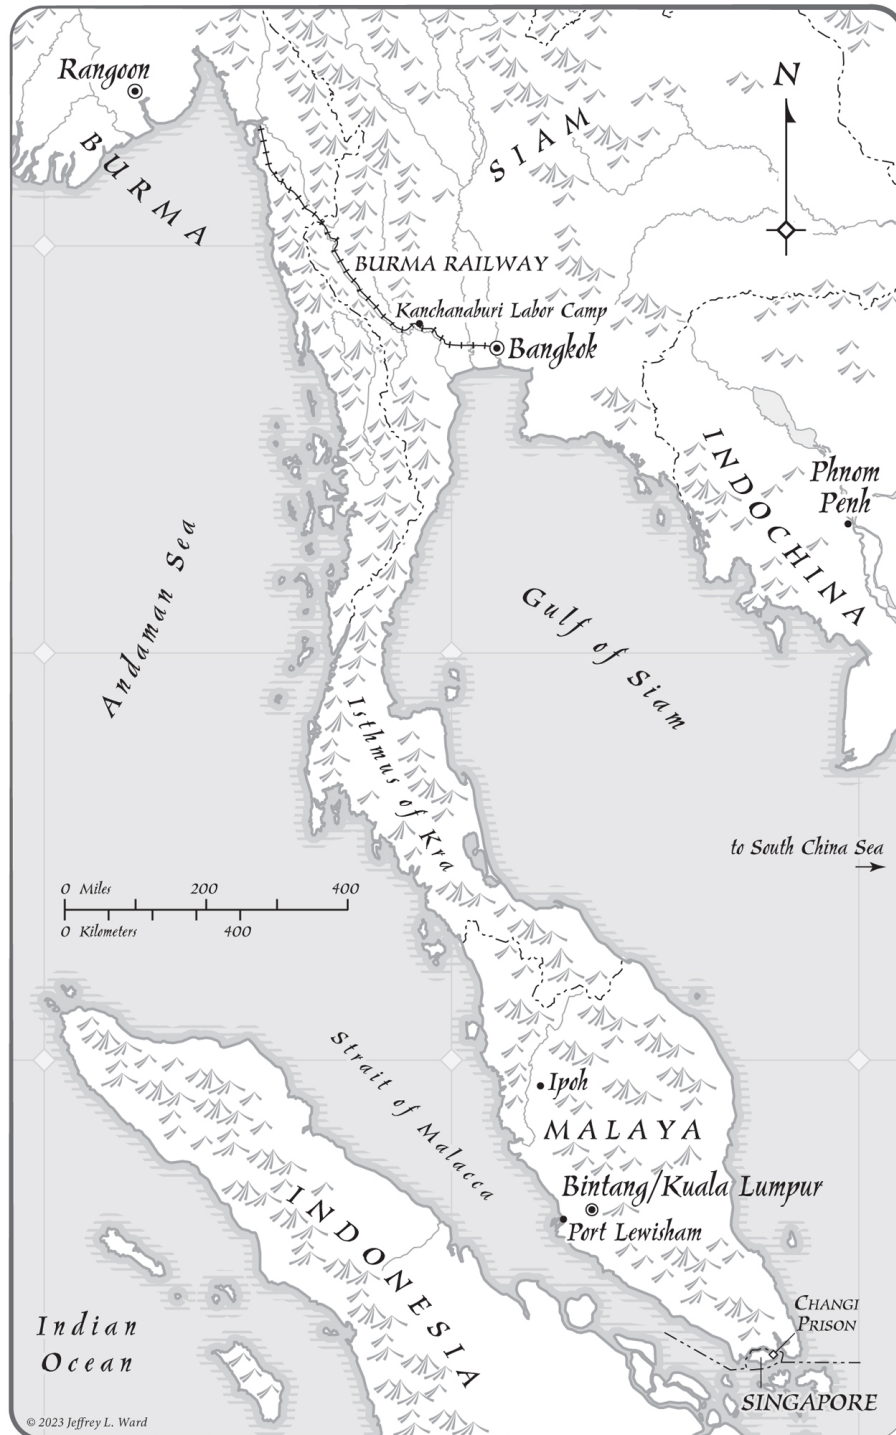 Rangoon
BURMA
SIAM
N
BURMA RAILWAY
Kanchanaburi Labor Camp
Bangkok
INDOCHINA
Phnom
Penh
Andaman Sea
Gulf of Siam
Isthmus of Kra
to South China Sea
0 Miles 200 400
0 Kilometers 400
Strait of Malacca
Ipoh
MALAYA
Bintang/Kuala Lumpur
Port Lewisham
INDONESIA
Indian
Ocean
CHANGI
PRISON
SINGAPORE
© 2023 Jeffrey L. Ward